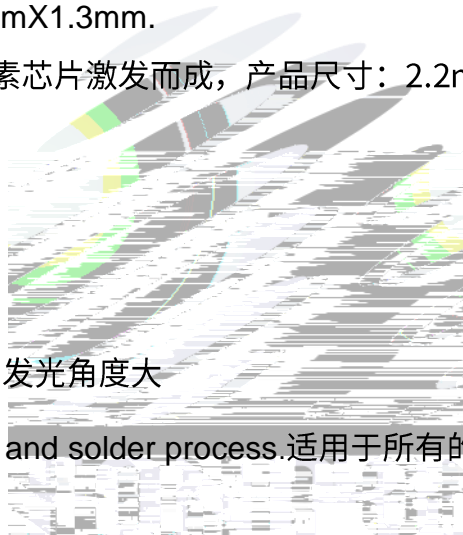 mX1.3mm.
素芯片激发而成，产品尺寸：2.2m
发光角度大
and solder process.适用于所有的